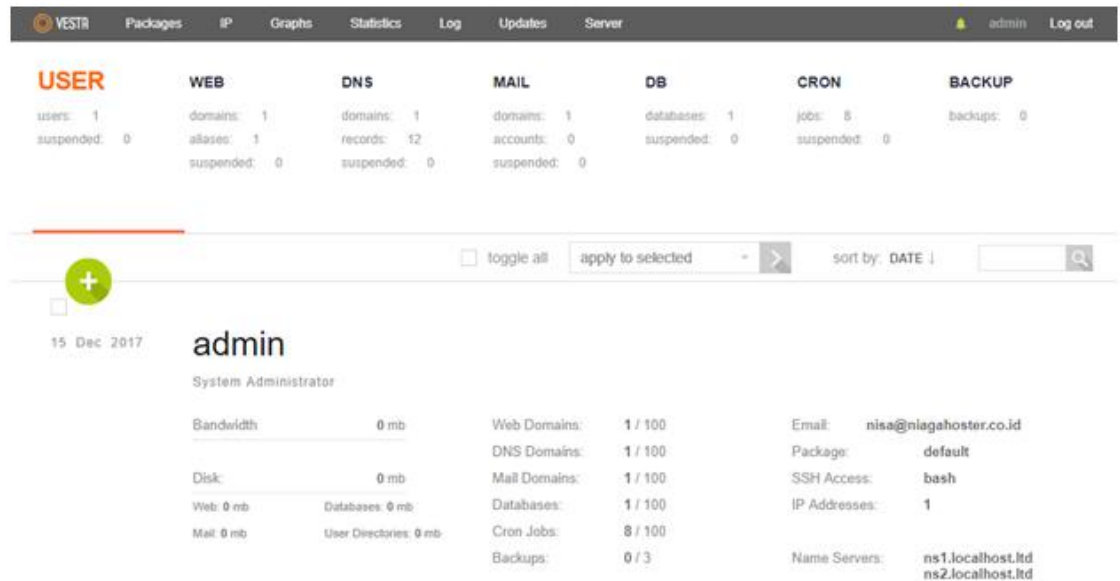 VESTA Packages IP Graphs Statistics Log Updates Server admin Log out
USER WEB DNS MAIL DB CRON BACKUP
users: 1 domains: 1 domains: 1 domains: 1 databases: 1 jobs: 8 backups: 0
suspended: 0 aliases: 1 records: 12 accounts: 0 suspended: 0 suspended: 0
suspended: 0 suspended: 0 suspended: 0
toggle all apply to selected sort by: DATE ↓
15 Dec 2017 admin
System Administrator
Bandwidth 0 mb Web Domains: 1 / 100 Email: nisa@niagahoster.co.id
DNS Domains: 1 / 100 Package: default
Disk: 0 mb Mail Domains: 1 / 100 SSH Access: bash
Web: 0 mb Databases: 0 mb Databases: 1 / 100 IP Addresses: 1
Mail: 0 mb User Directories: 0 mb Cron Jobs: 8 / 100
Backups: 0 / 3 Name Servers: ns1.localhost.ltd
ns2.localhost.ltd